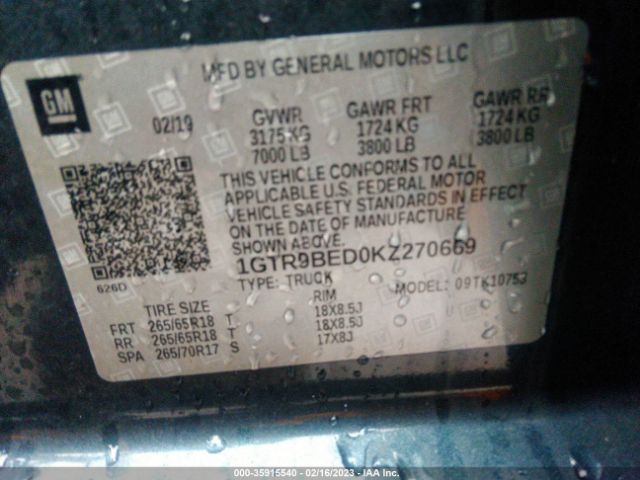 MFD BY GENERAL MOTORS LLC
GM
02/19
GVWR
3175 KG
7000 LB
GAWR FRT
1724 KG
3800 LB
GAWR RR
1724 KG
3800 LB
THIS VEHICLE CONFORMS TO ALL
APPLICABLE U.S. FEDERAL MOTOR
VEHICLE SAFETY STANDARDS IN EFFECT
ON THE DATE OF MANUFACTURE
SHOWN ABOVE.
1GTR9BED0KZ270669
626D
TYPE: TRUCK
MODEL: 09TK10753
TIRE SIZE
RIM
FRT 265/65R18 T 18X8.5J
RR 265/65R18 T 18X8.5J
SPA 265/70R17 S 17X8J
000-35915540 - 02/16/2023 - IAA Inc.